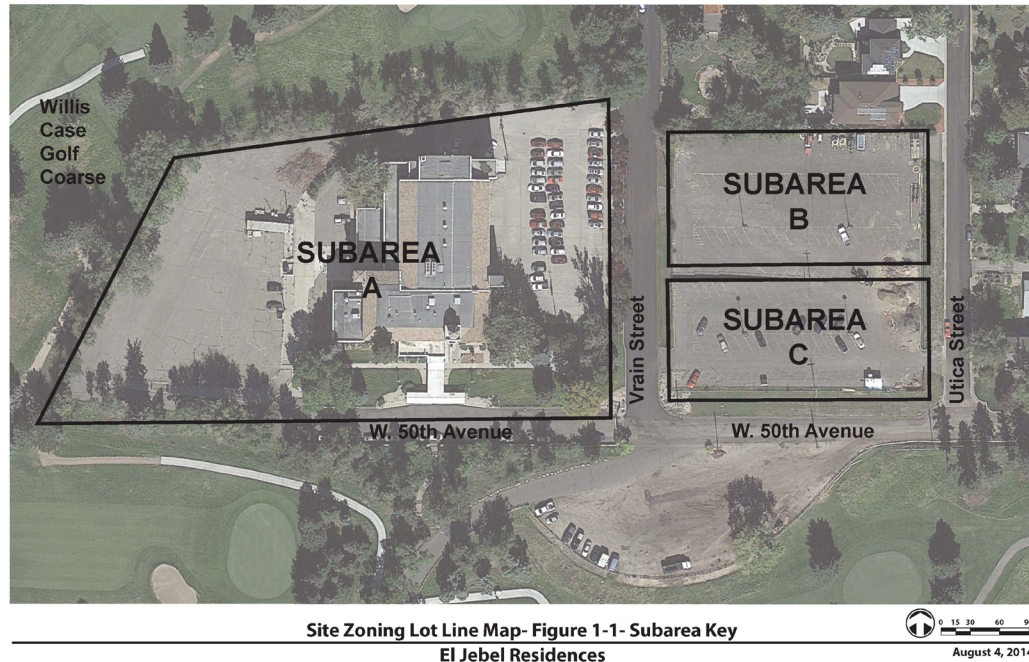 Willis
Case
Golf
Coarse
SUBAREA
A
SUBAREA
B
SUBAREA
C
Vrain Street
Utica Street
W. 50th Avenue
W. 50th Avenue
Site Zoning Lot Line Map- Figure 1-1- Subarea Key
0 15 30 60
El Jebel Residences
August 4, 2014